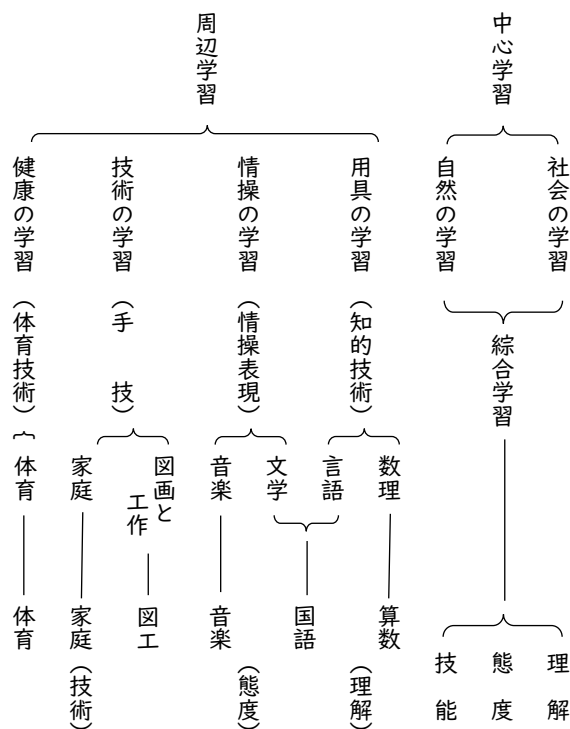 中心学習
社会の学習
自然の学習
綜合学習
理解
態度
技能
周辺学習
用具の学習(知的技術)
情操の学習(情操表現)
技術の学習(手技)
健康の学習(体育技術)
数理
言語
文学
音楽
図画と
工作
家庭
体育
算数
国語
音楽
図工
家庭
体育
(理解)
(態度)
(技術)